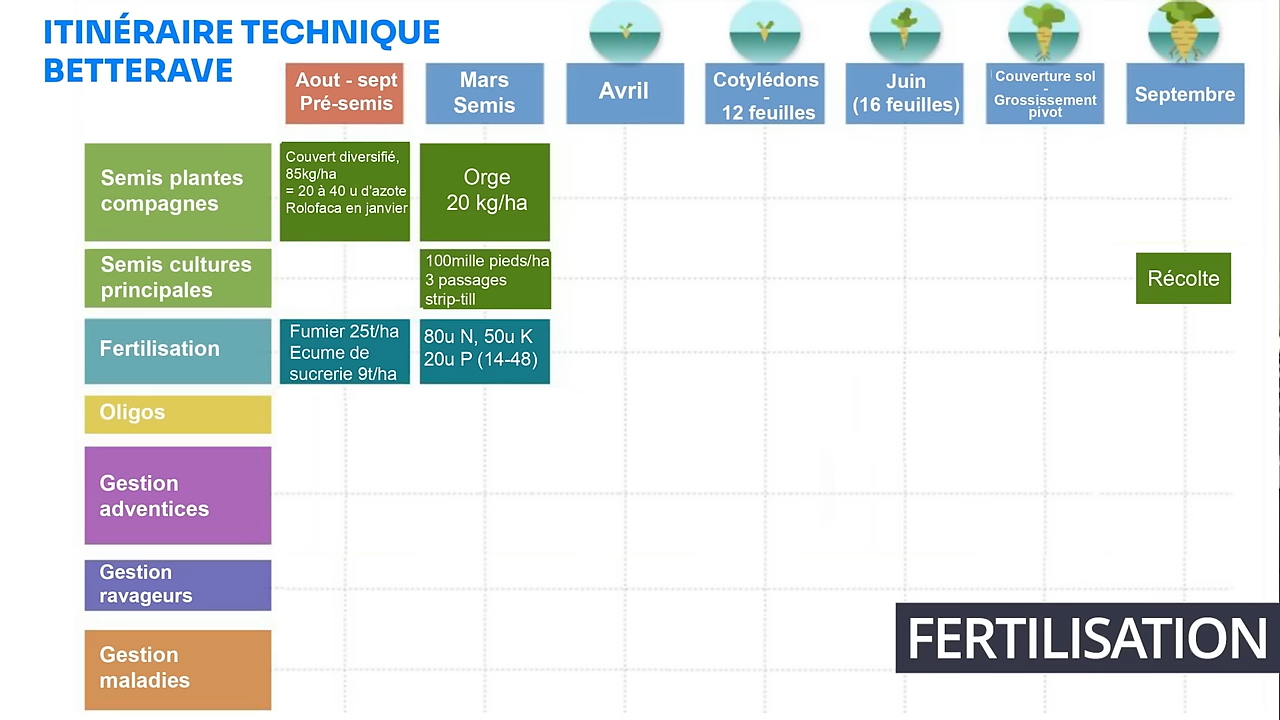 ITINÉRAIRE TECHNIQUE
BETTERAVE
Aout - sept
Pré-semis
Mars
Semis
Avril
Cotylédons
-
12 feuilles
Juin
(16 feuilles)
Couverture sol
-
Grossissement
pivot
Septembre
Semis plantes
compagnes
Couvert diversifié,
85kg/ha
= 20 à 40 u d'azote
Rolofaca en janvier
Orge
20 kg/ha
Semis cultures
principales
100mille pieds/ha
3 passages
strip-till
Récolte
Fertilisation
Fumier 25t/ha
Ecume de
sucrerie 9t/ha
80u N, 50u K
20u P (14-48)
Oligos
Gestion
adventices
Gestion
ravageurs
Gestion
maladies
FERTILISATION